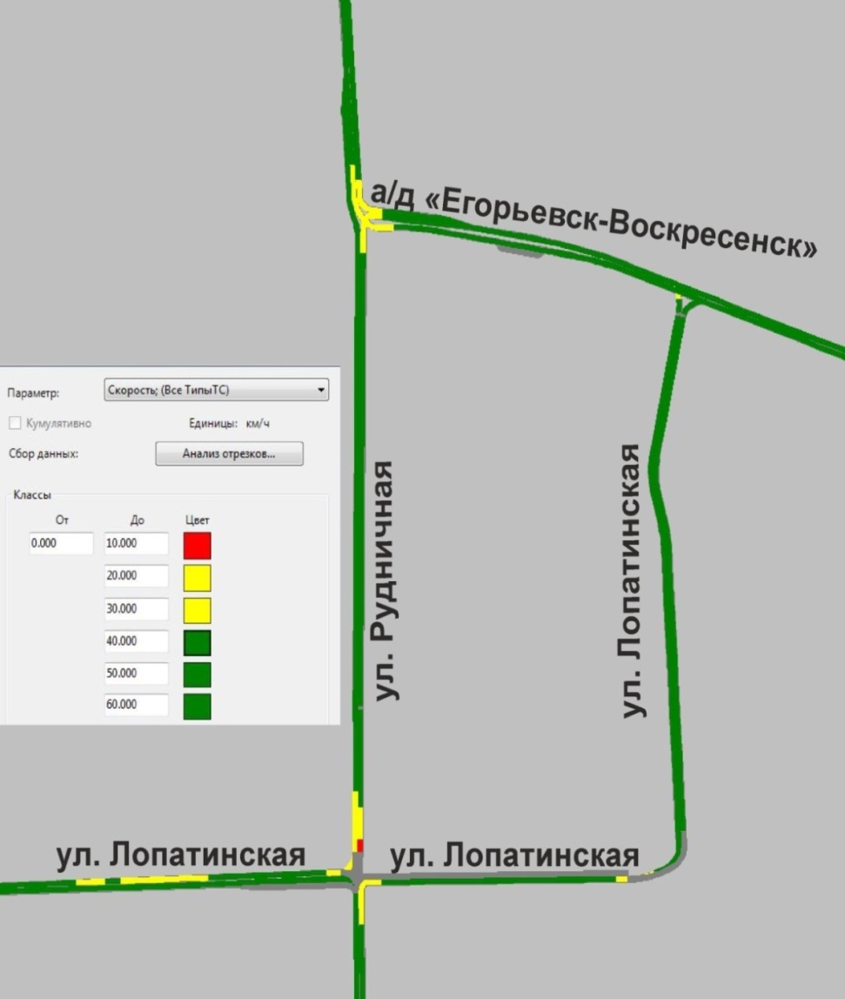 а/д «Егорьевск-Воскресенск»
Параметр: Скорость; (Все ТипыТС)
Кумулятивно Единицы: км/ч
Сбор данных: Анализ отрезков...
Классы
От До Цвет
0.000 10.000
20.000
30.000
40.000
50.000
60.000
ул. Рудничная
ул. Лопатинская
ул. Лопатинская
ул. Лопатинская